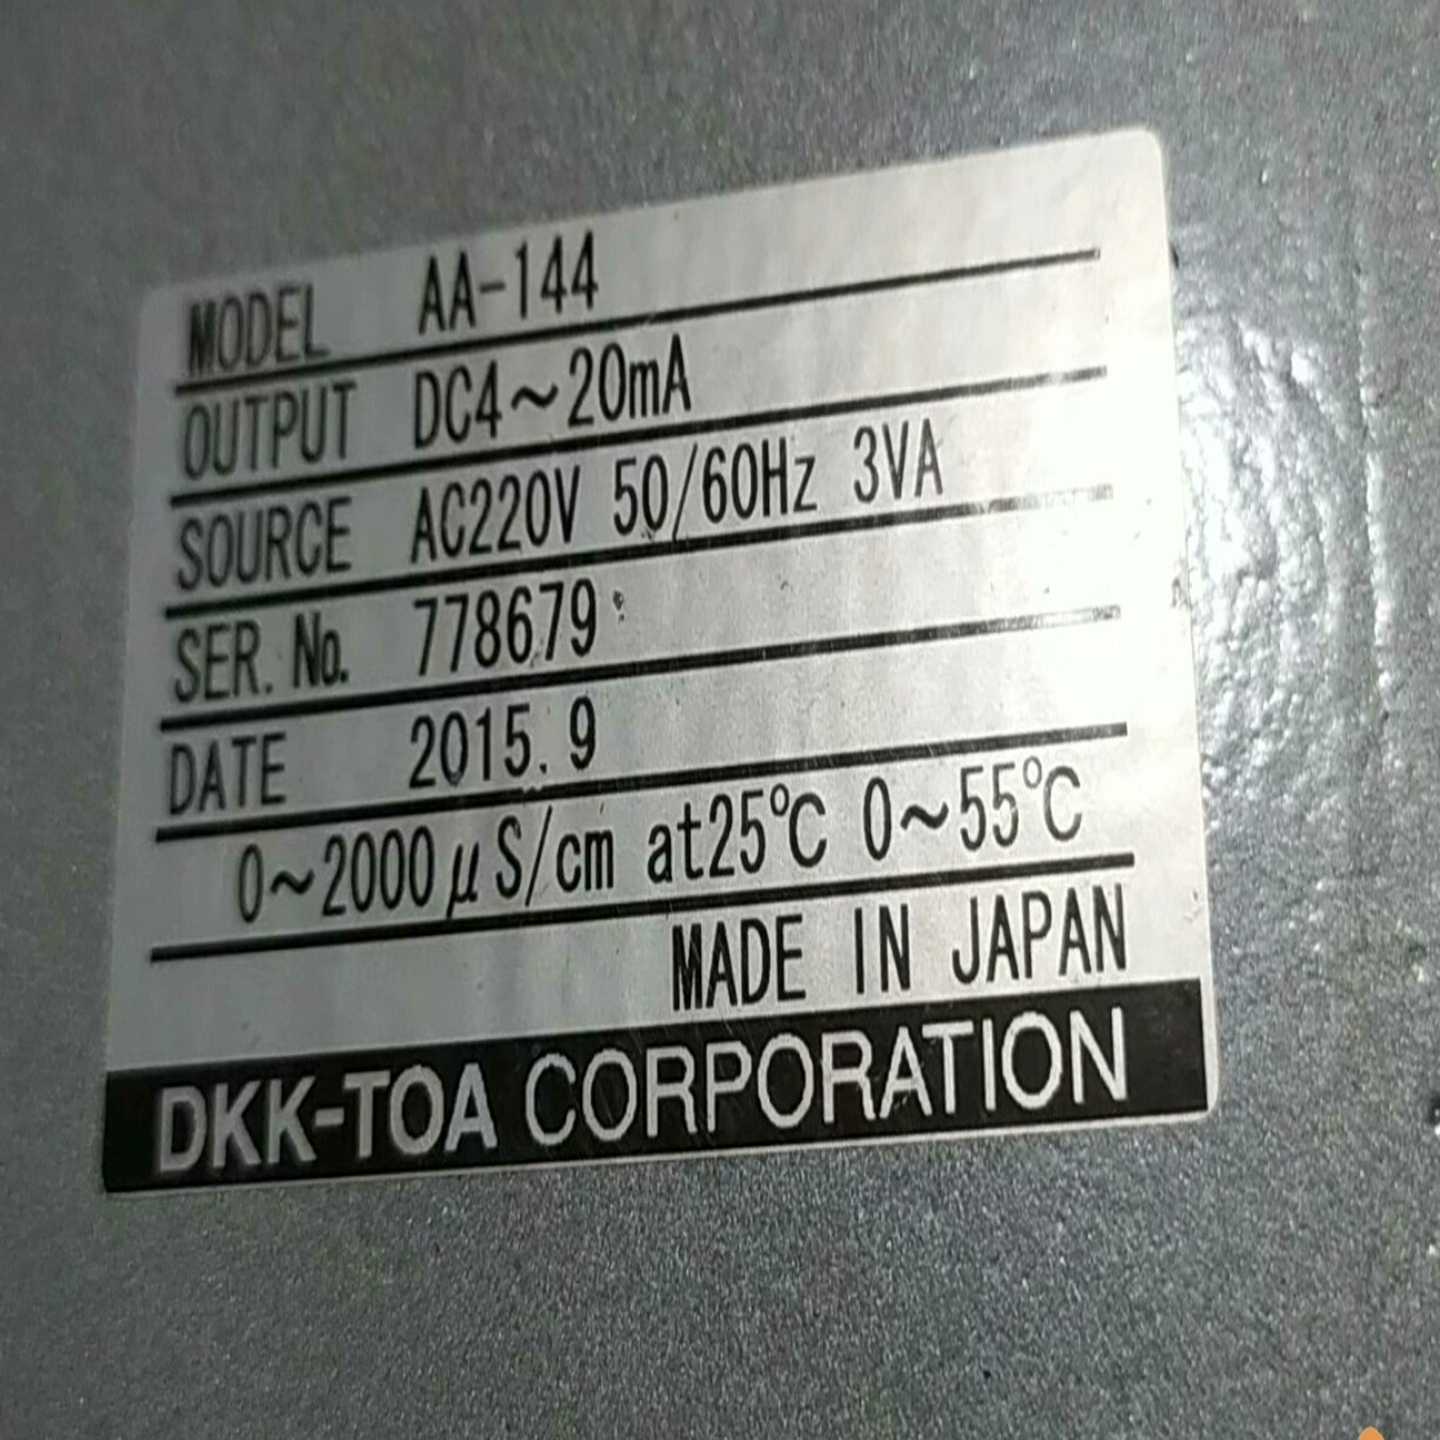 MODEL AA-144
OUTPUT DC4~20mA
SOURCE AC220V 50/60Hz 3VA
SER. No. 778679
DATE 2015. 9
0~2000μS/cm at25℃ 0~55℃
MADE IN JAPAN
DKK-TOA CORPORATION